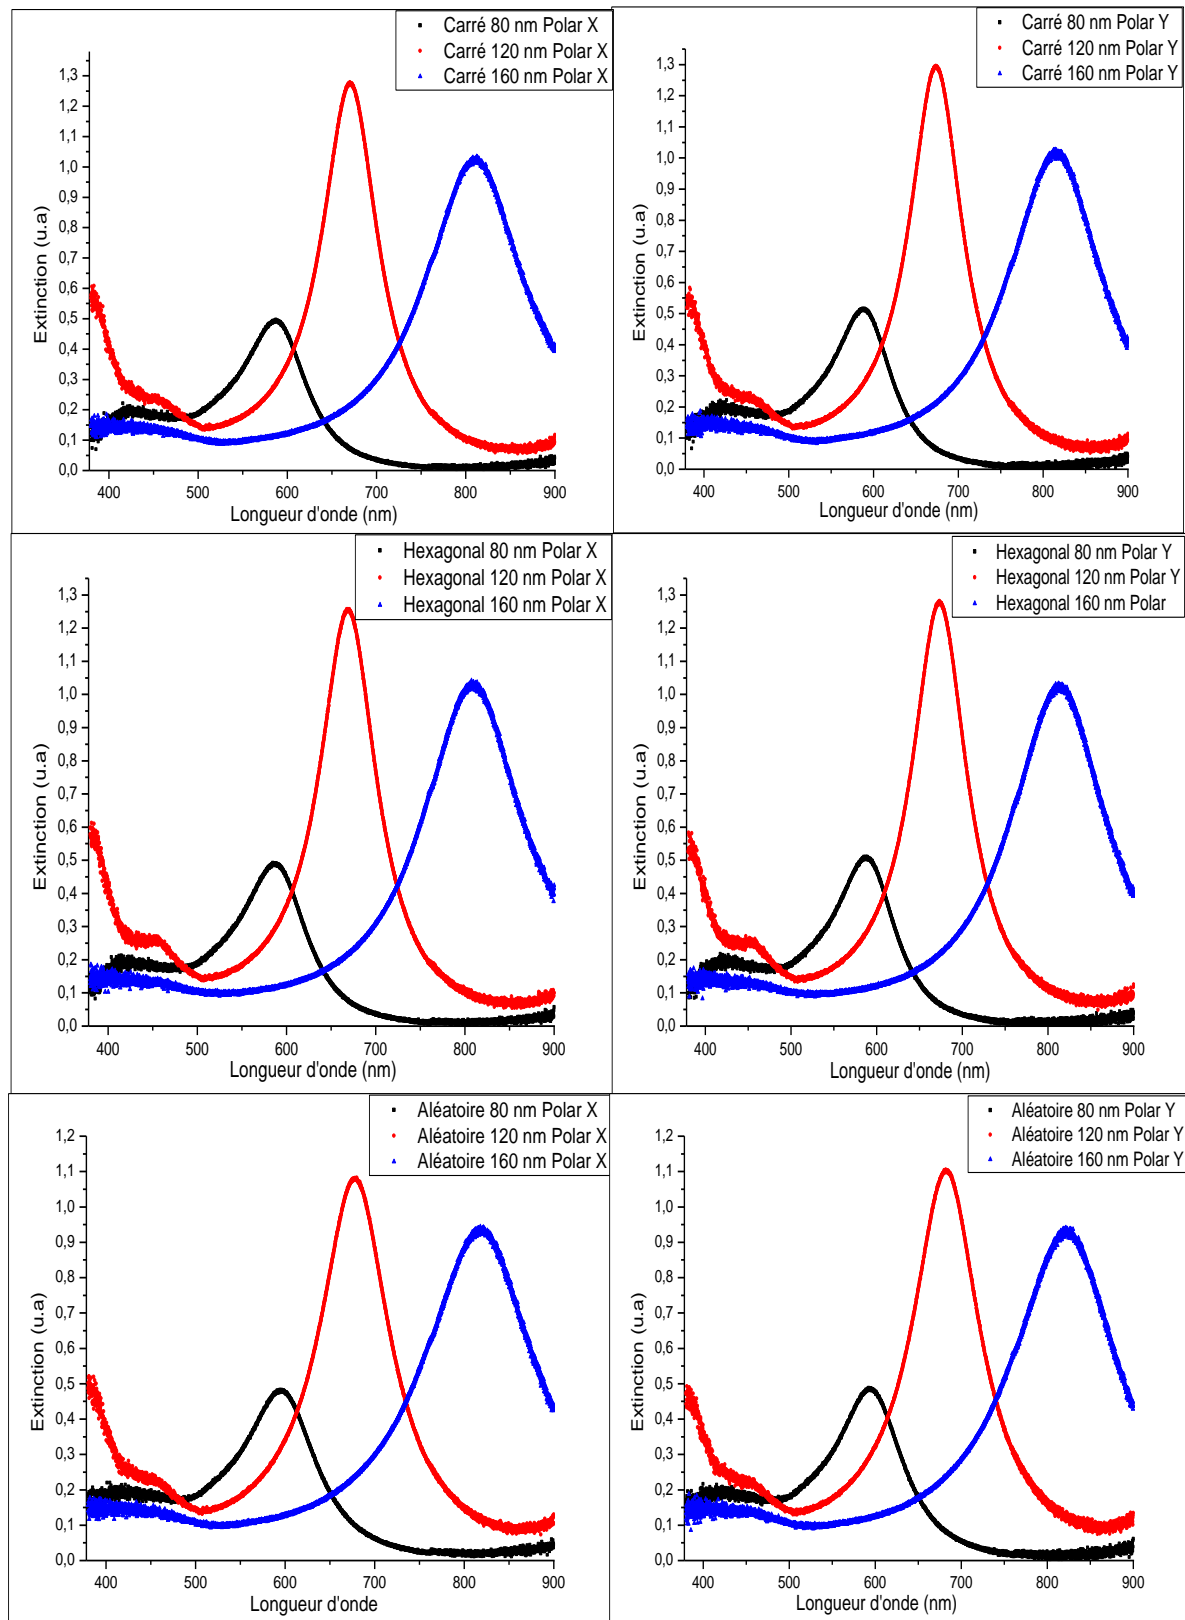 Carré 80 nm Polar X
Carré 120 nm Polar X
Carré 160 nm Polar X
1,3
1,2
1,1
1,0
0,9
0,8
0,7
0,6
0,5
0,4
0,3
0,2
0,1
0,0
Extinction (u.a)
400 500 600 700 800 900
Longueur d'onde (nm)
Carré 80 nm Polar Y
Carré 120 nm Polar Y
Carré 160 nm Polar Y
1,3
1,2
1,1
1,0
0,9
0,8
0,7
0,6
0,5
0,4
0,3
0,2
0,1
0,0
Extinction (u.a)
400 500 600 700 800 900
Longueur d'onde (nm)
Hexagonal 80 nm Polar X
Hexagonal 120 nm Polar X
Hexagonal 160 nm Polar X
1,3
1,2
1,1
1,0
0,9
0,8
0,7
0,6
0,5
0,4
0,3
0,2
0,1
0,0
Extinction (u.a)
400 500 600 700 800 900
Longueur d'onde (nm)
Hexagonal 80 nm Polar Y
Hexagonal 120 nm Polar Y
Hexagonal 160 nm Polar
1,3
1,2
1,1
1,0
0,9
0,8
0,7
0,6
0,5
0,4
0,3
0,2
0,1
0,0
Extinction (u.a)
400 500 600 700 800 900
Longueur d'onde (nm)
Aléatoire 80 nm Polar X
Aléatoire 120 nm Polar X
Aléatoire 160 nm Polar X
1,2
1,1
1,0
0,9
0,8
0,7
0,6
0,5
0,4
0,3
0,2
0,1
0,0
Extinction (u.a)
400 500 600 700 800 900
Longueur d'onde
Aléatoire 80 nm Polar Y
Aléatoire 120 nm Polar Y
Aléatoire 160 nm Polar Y
1,2
1,1
1,0
0,9
0,8
0,7
0,6
0,5
0,4
0,3
0,2
0,1
0,0
Extinction (u.a)
400 500 600 700 800 900
Longueur d'onde (nm)